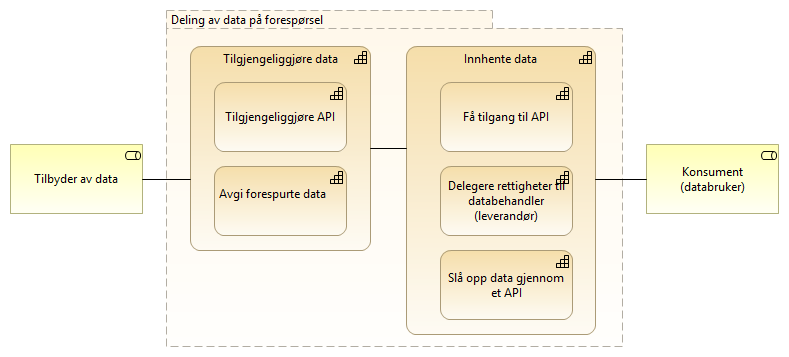 Deling av data på forespørsel
Tilgjengeliggjøre data
Innhente data
Tilgjengeliggjøre API
Få tilgang til API
Tilbyder av data
Avgi forespurte data
Delegere rettigheter til
databehandler
(leverandør)
Konsument
(databruker)
Slå opp data gjennom
et API